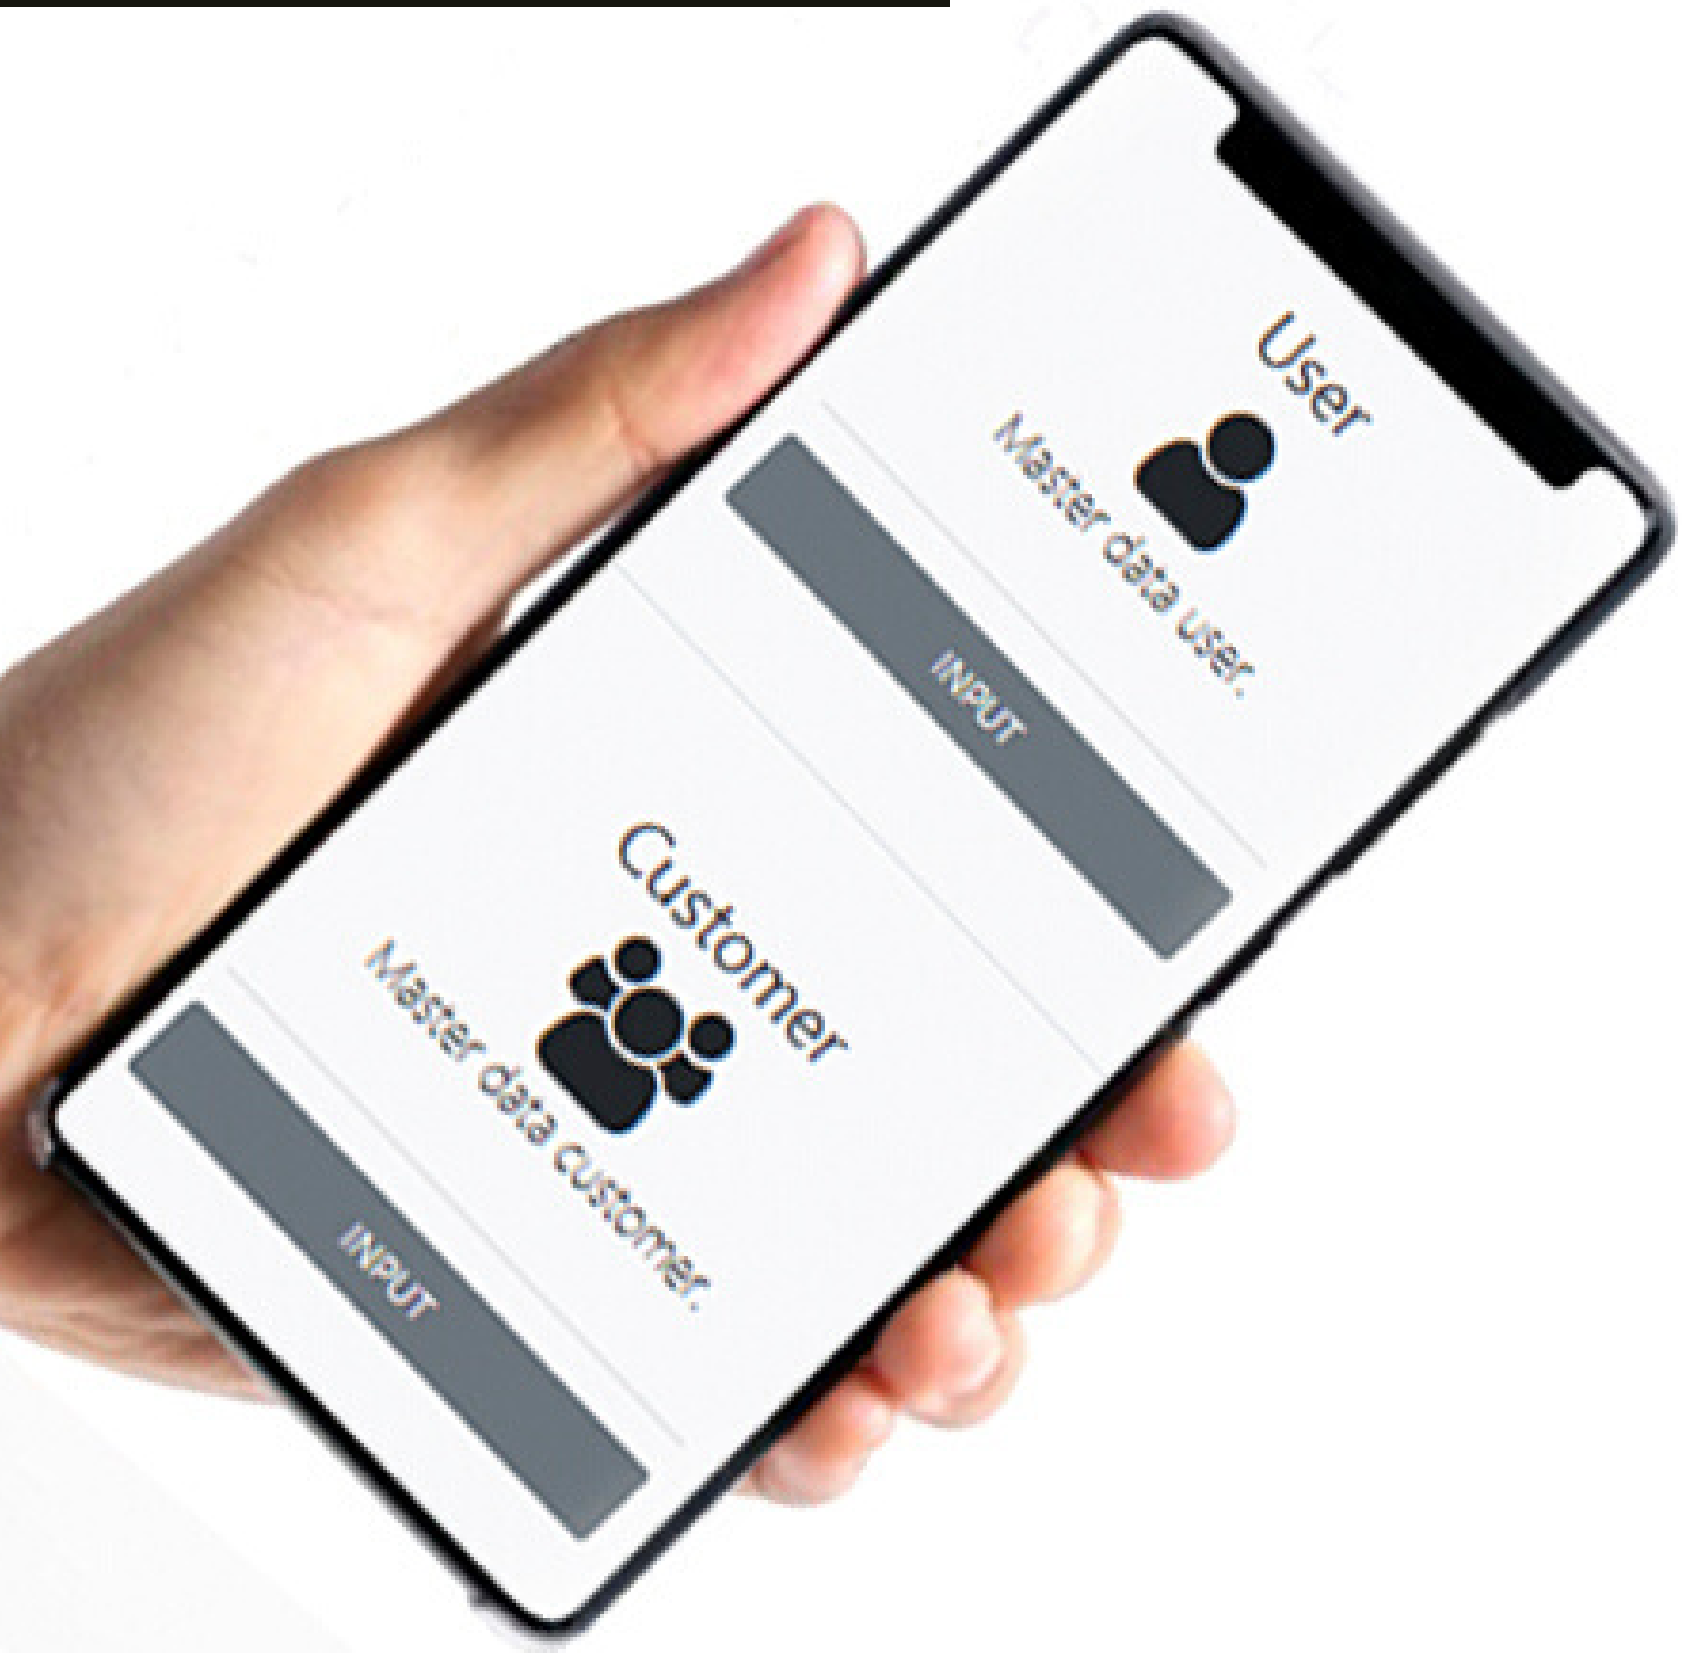 User
Master data user.
INPUT
Customer
Master data customer.
INPUT